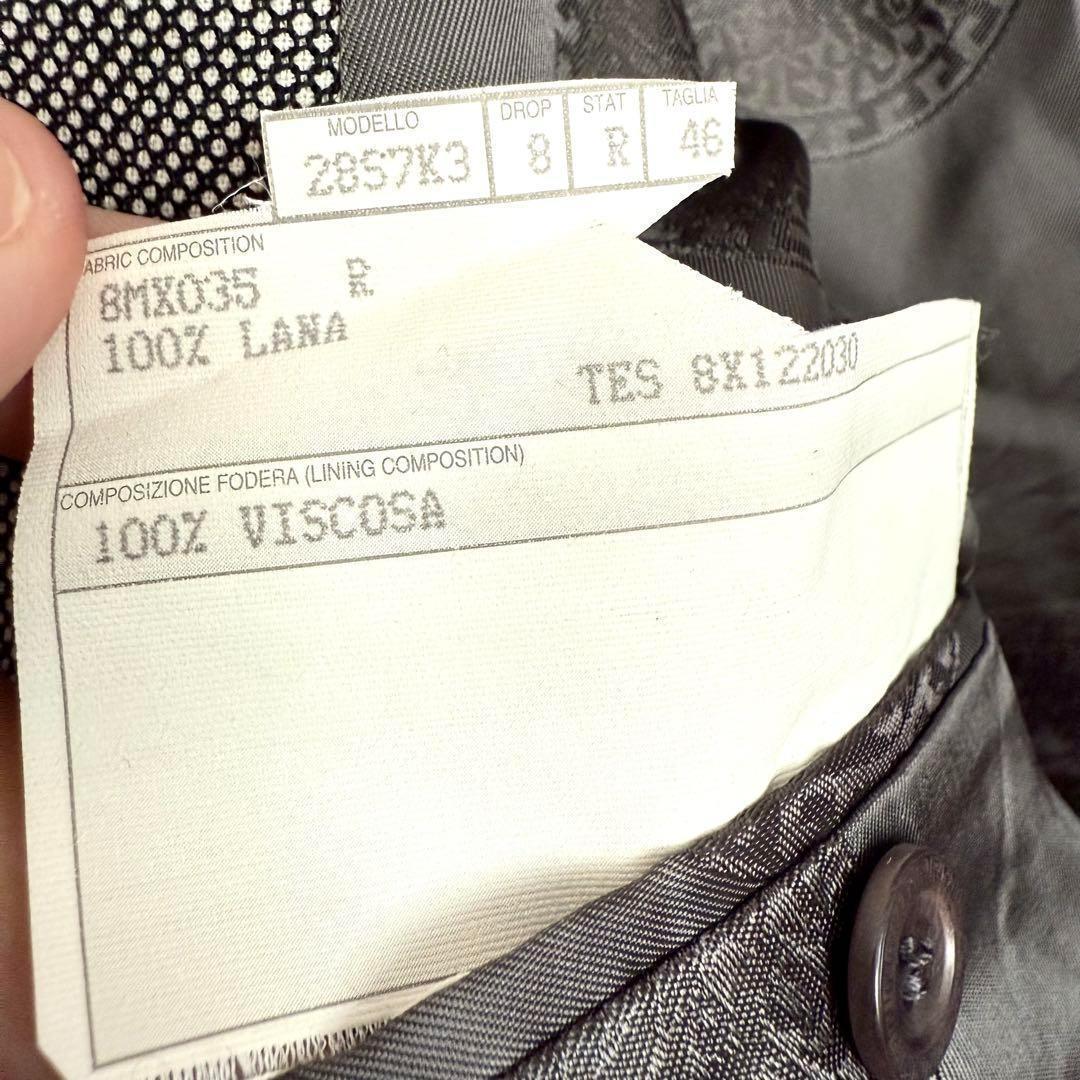 MODELLO DROP STAT TAGLIA
28S7K3 8 R 46
ABRIC COMPOSITION
8MX035 R
100% LANA
TES 8X122030
COMPOSIZIONE FODERA (LINING COMPOSITION)
100% VISCOSA